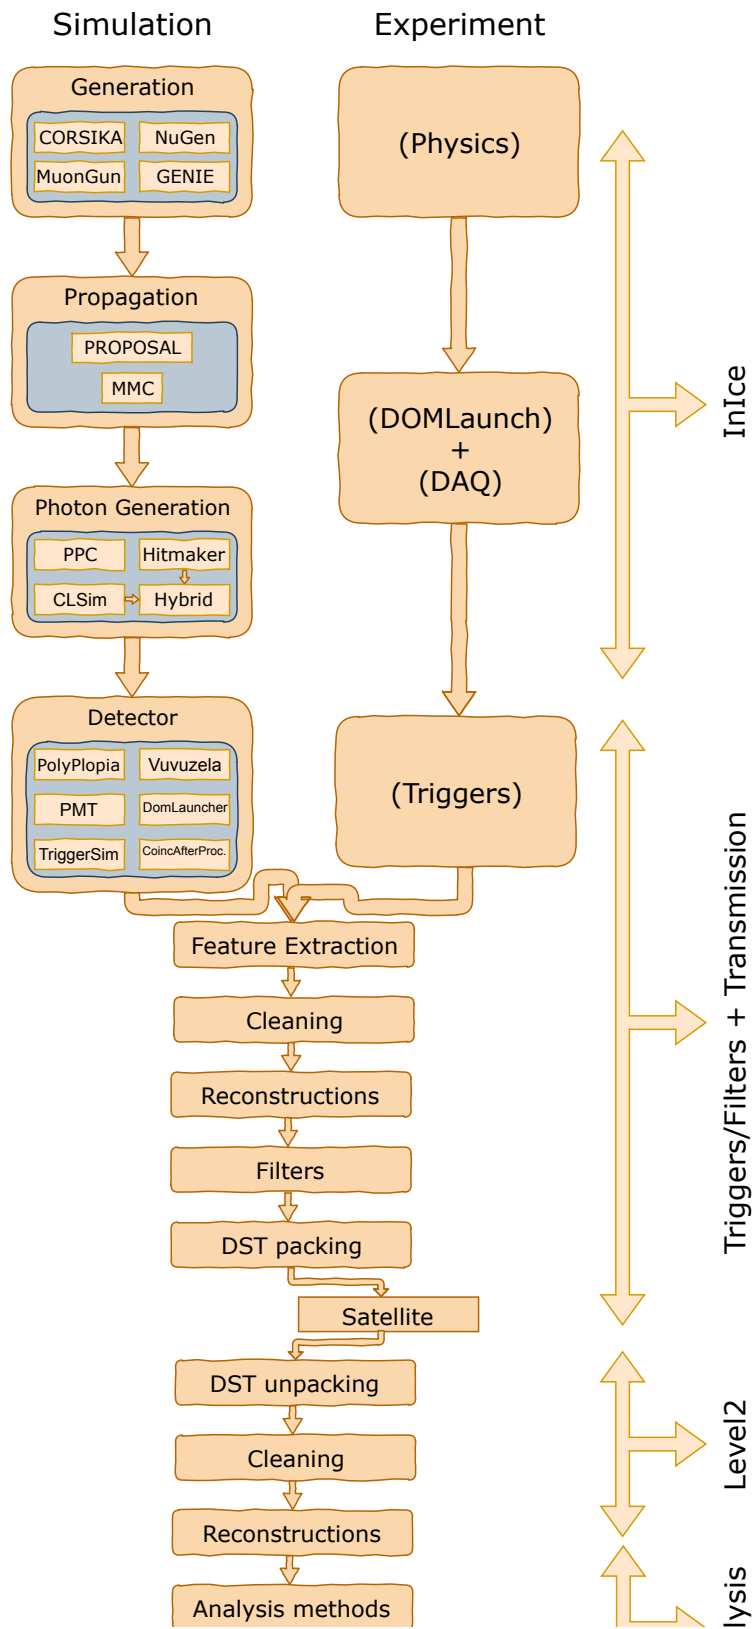 Simulation
Experiment
Generation
CORSIKA
NuGen
MuonGun
GENIE
(Physics)
Propagation
PROPOSAL
MMC
(DOMLaunch)
+
(DAQ)
InIce
Photon Generation
PPC
Hitmaker
CLSim
Hybrid
Detector
PolyPlopia
Vuvuzela
PMT
DomLauncher
TriggerSim
CoincAfterProc.
(Triggers)
Feature Extraction
Cleaning
Reconstructions
Filters
DST packing
Satellite
Triggers/Filters + Transmission
DST unpacking
Cleaning
Reconstructions
Level2
Analysis methods
lysis